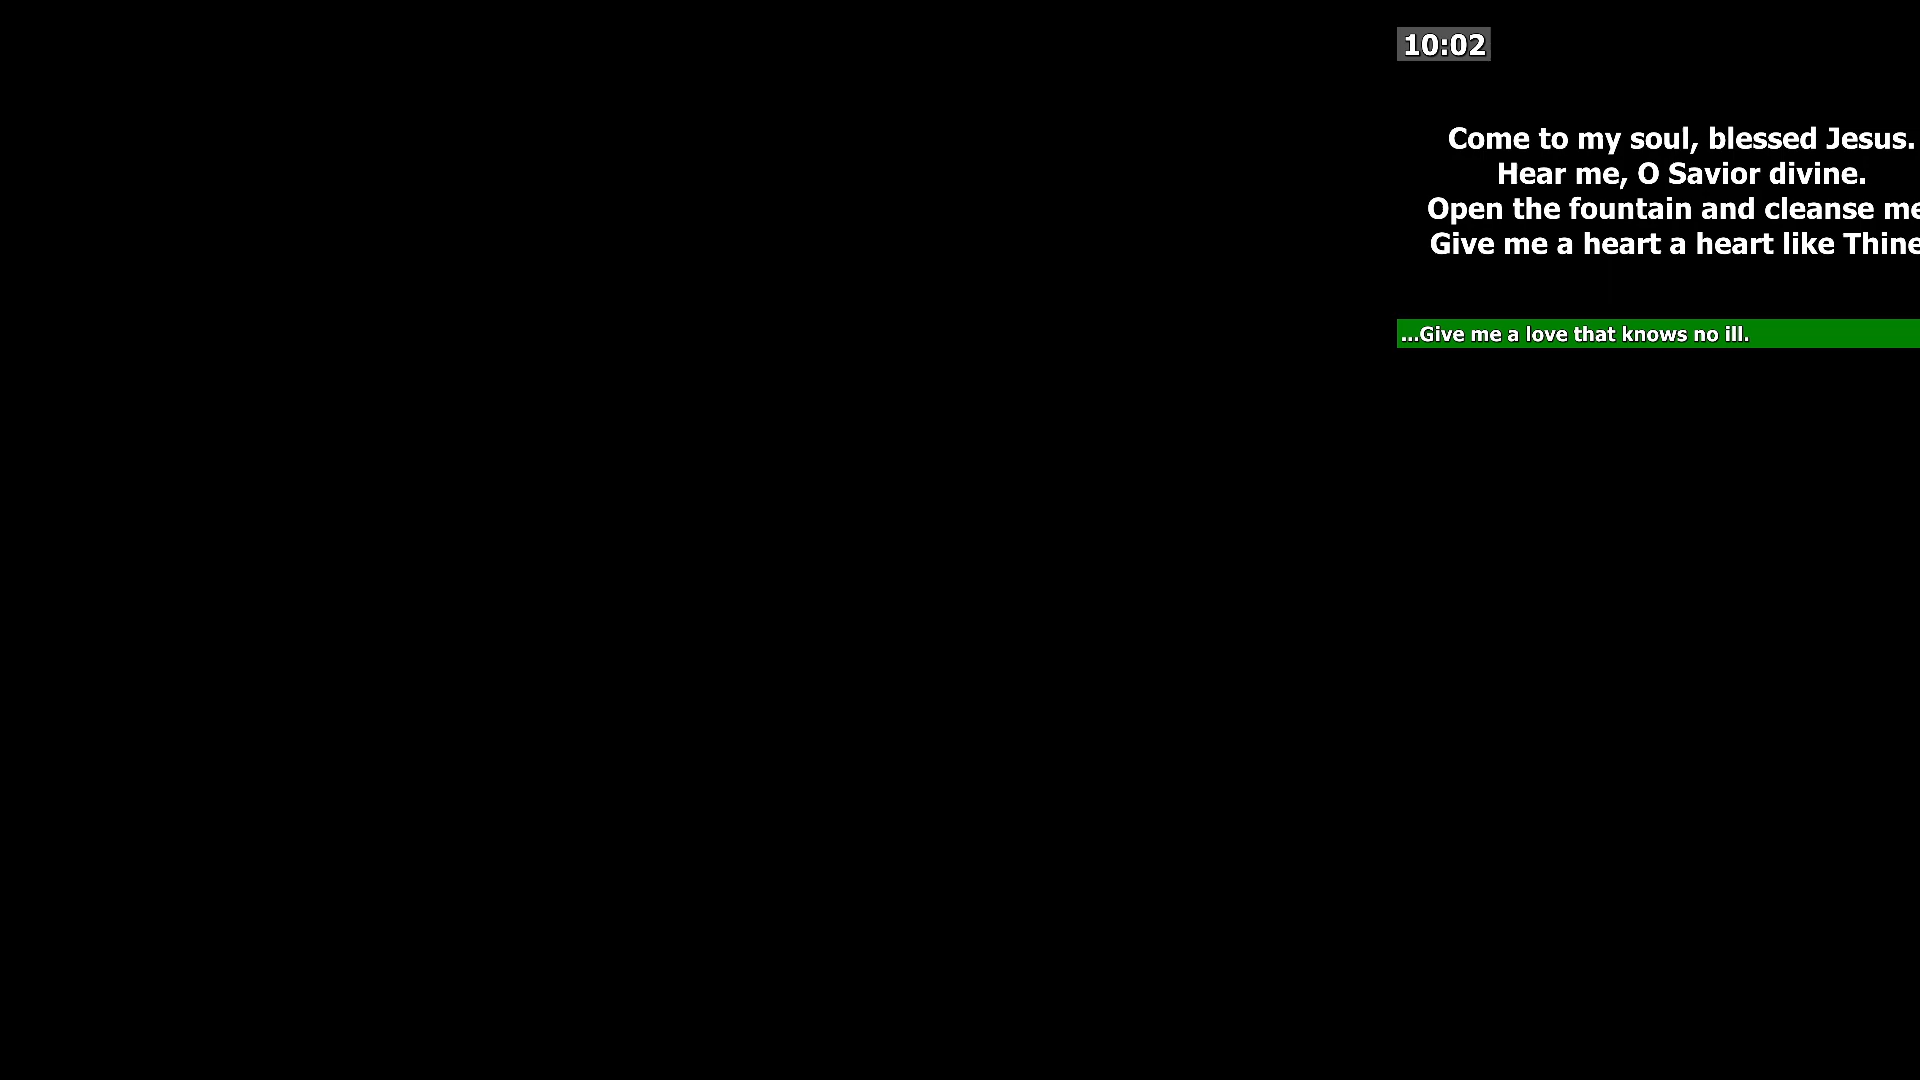 10:02
Come to my soul, blessed Jesus.
Hear me, O Savior divine.
Open the fountain and cleanse me
Give me a heart a heart like Thine
...Give me a love that knows no ill.